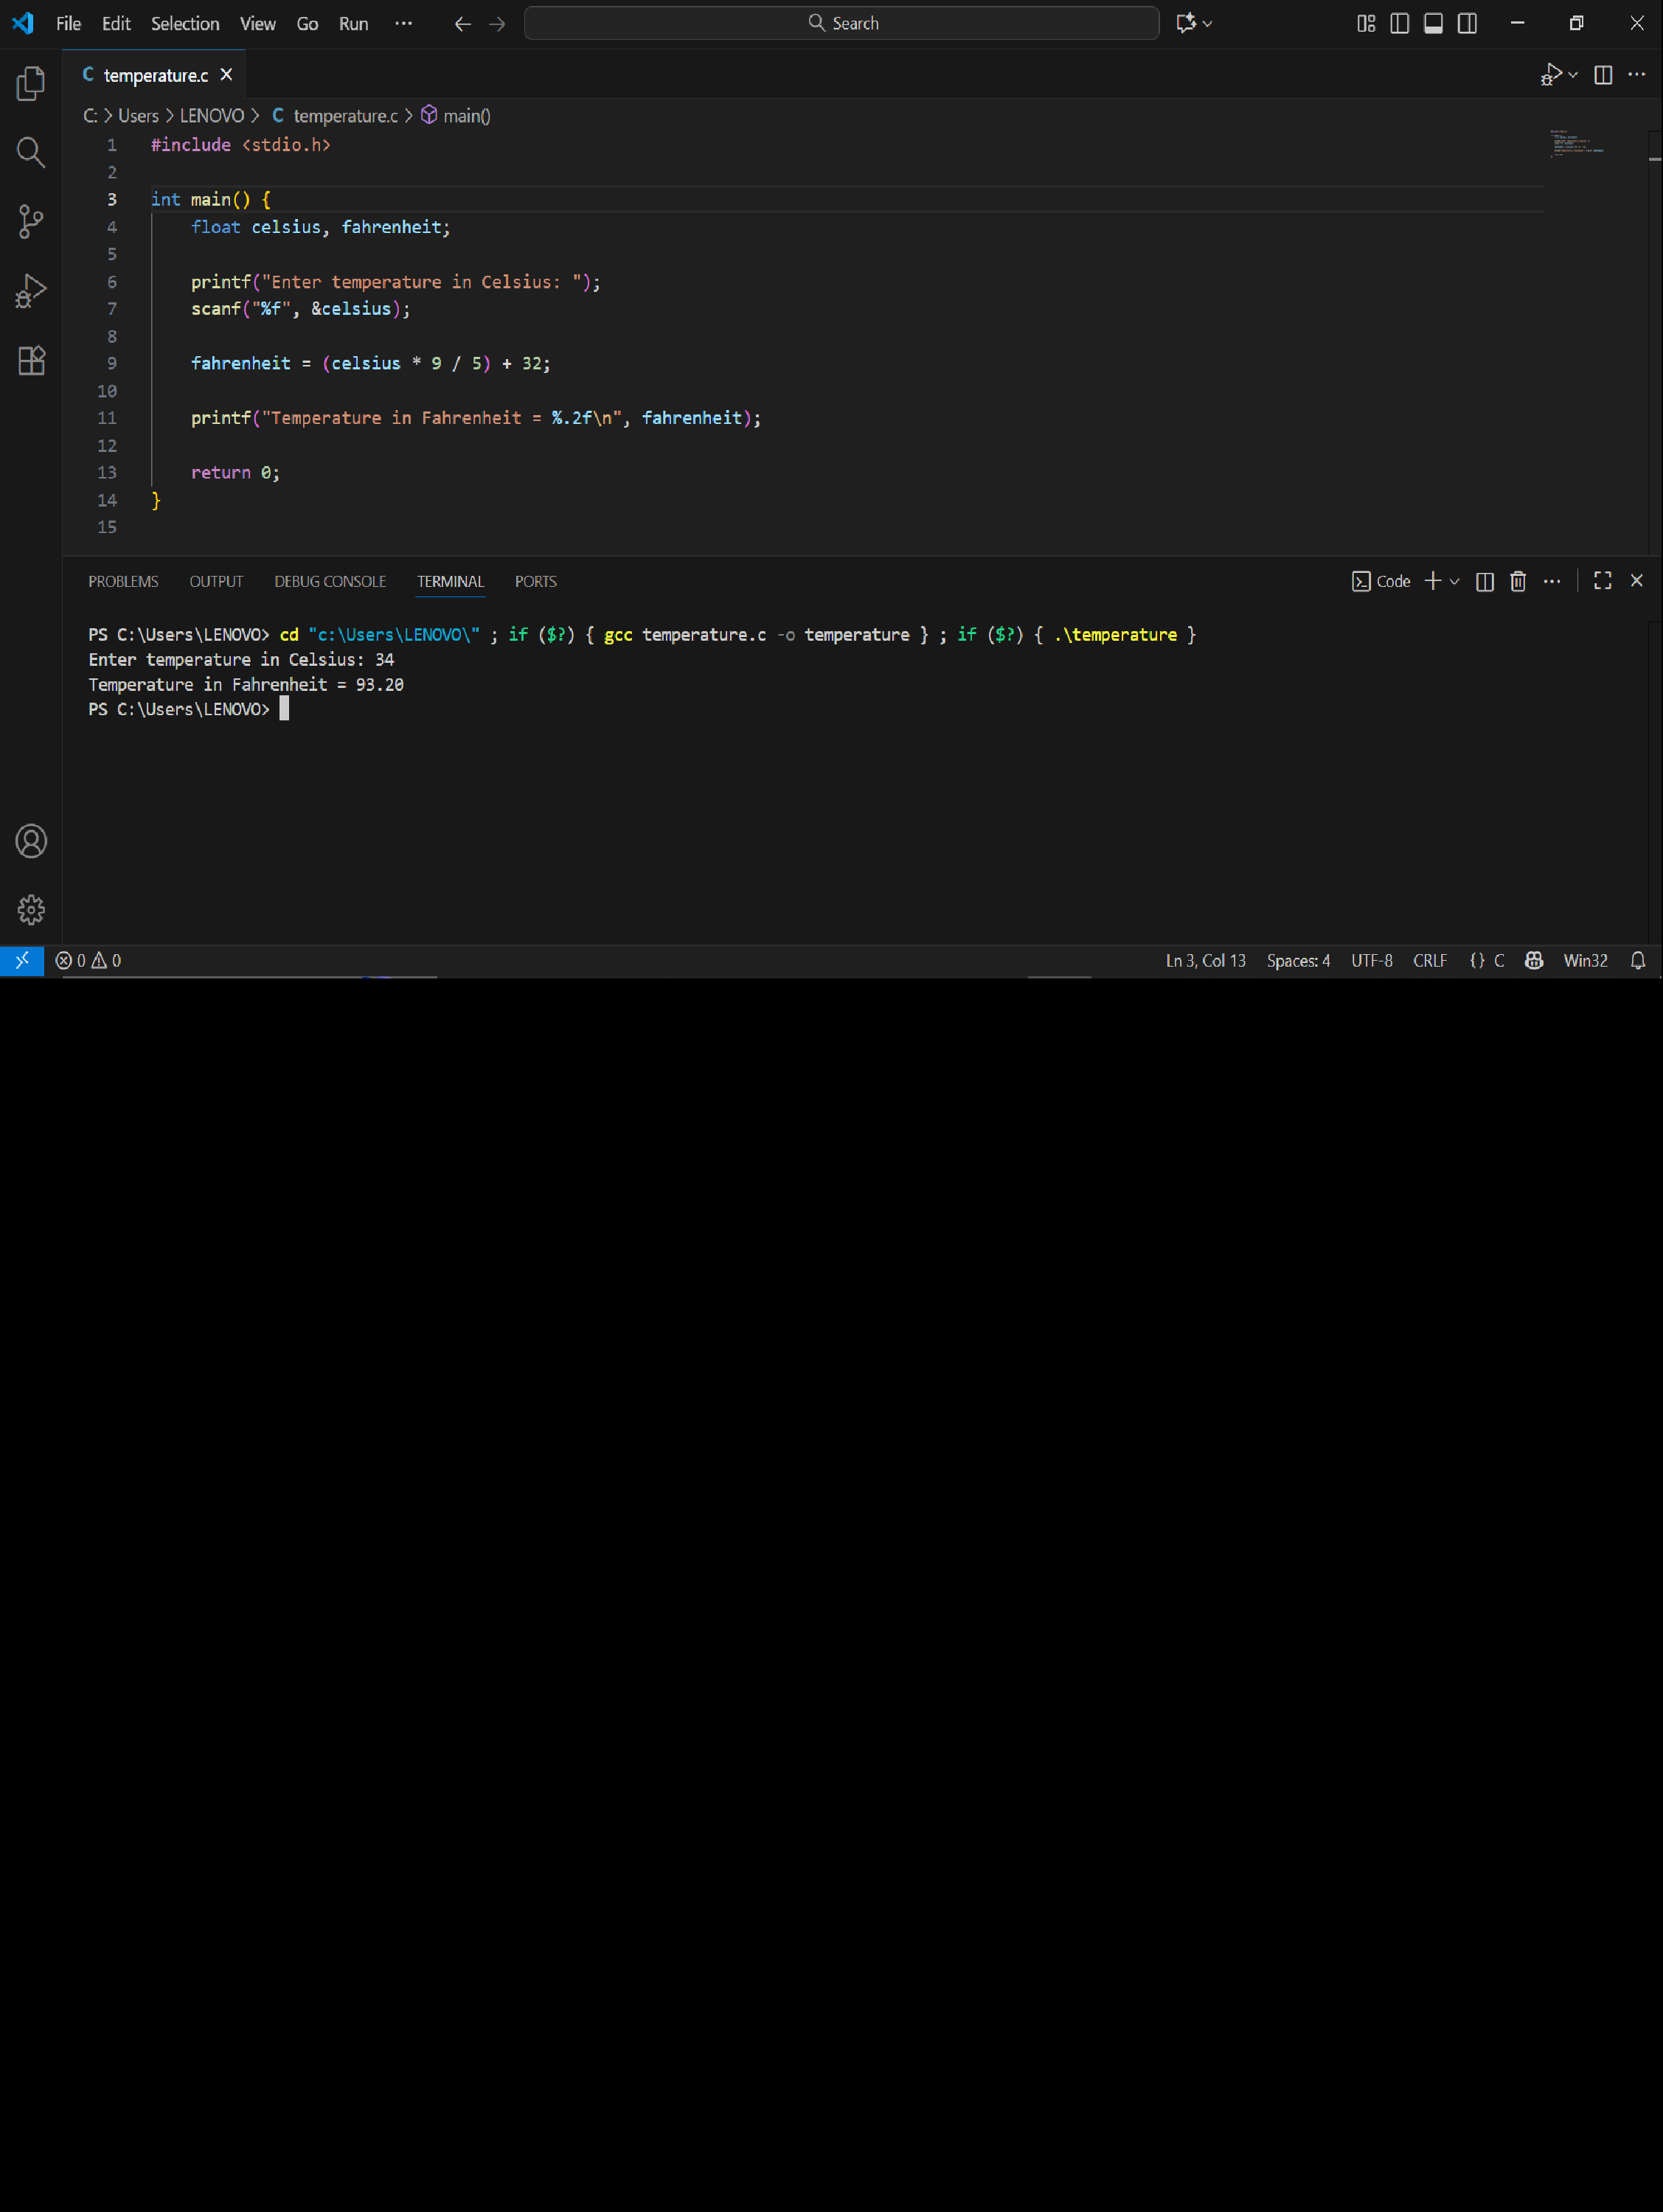 File Edit Selection View Go Run ··· Search
temperature.c
C: > Users > LENOVO > C temperature.c > main()
1 #include <stdio.h>
2
3 int main() {
4     float celsius, fahrenheit;
5
6     printf("Enter temperature in Celsius: ");
7     scanf("%f", &celsius);
8
9     fahrenheit = (celsius * 9 / 5) + 32;
10
11     printf("Temperature in Fahrenheit = %.2f\n", fahrenheit);
12
13     return 0;
14 }
15
PROBLEMS OUTPUT DEBUG CONSOLE TERMINAL PORTS Code
PS C:\Users\LENOVO> cd "c:\Users\LENOVO\" ; if ($?) { gcc temperature.c -o temperature } ; if ($?) { .\temperature }
Enter temperature in Celsius: 34
Temperature in Fahrenheit = 93.20
PS C:\Users\LENOVO>
0 0 Ln 3, Col 13 Spaces: 4 UTF-8 CRLF {} C Win32